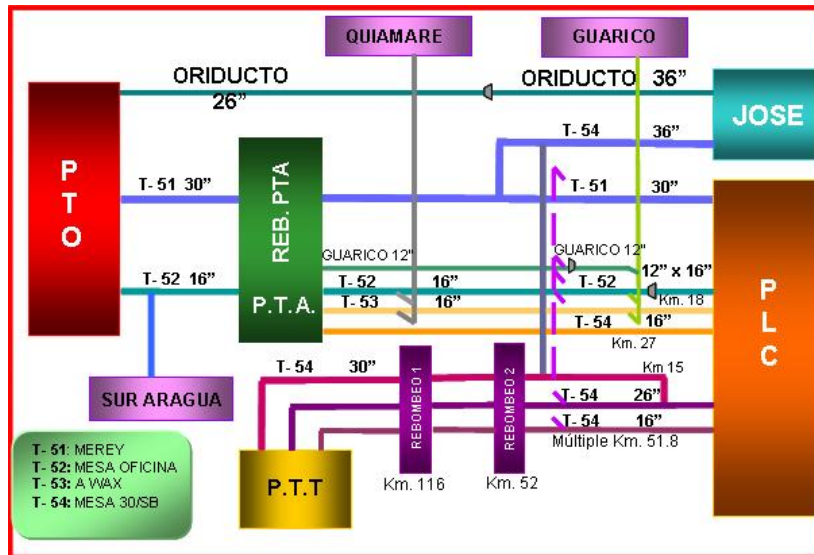 QUIAMARE
GUARICO
ORIDUCTO
26”
ORIDUCTO 36”
JOSE
PTO
T- 54 36”
T- 51 30”
REB. PTA
P.T.A.
T- 51 30”
GUARICO 12"
GUARICO 12"
12” x 16”
T- 52 16”
T- 52 16”
T- 52
Km. 18
T- 53 16”
T- 54 16”
Km. 27
PLC
T- 54 30”
Km 15
REBOMBEO 1
REBOMBEO 2
T- 54 26”
SUR ARAGUA
T- 54 16”
Múltiple Km. 51.8
T- 51: MEREY
T- 52: MESA OFICINA
T- 53: A WAX
T- 54: MESA 30/SB
P.T.T
Km. 116
Km. 52